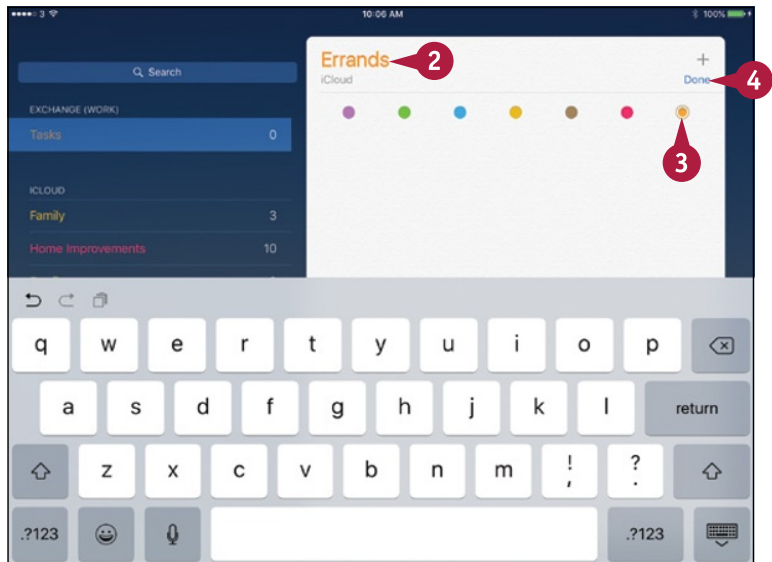 3 10:06 AM 100%
Search
EXCHANGE (WORK)
Tasks 0
ICLOUD
Family 3
Home Improvements 10
Errands 2
iCloud
Done 4
3
q w e r t y u i o p
a s d f g h j k l return
z x c v b n m ! , ? .
.?123 .?123